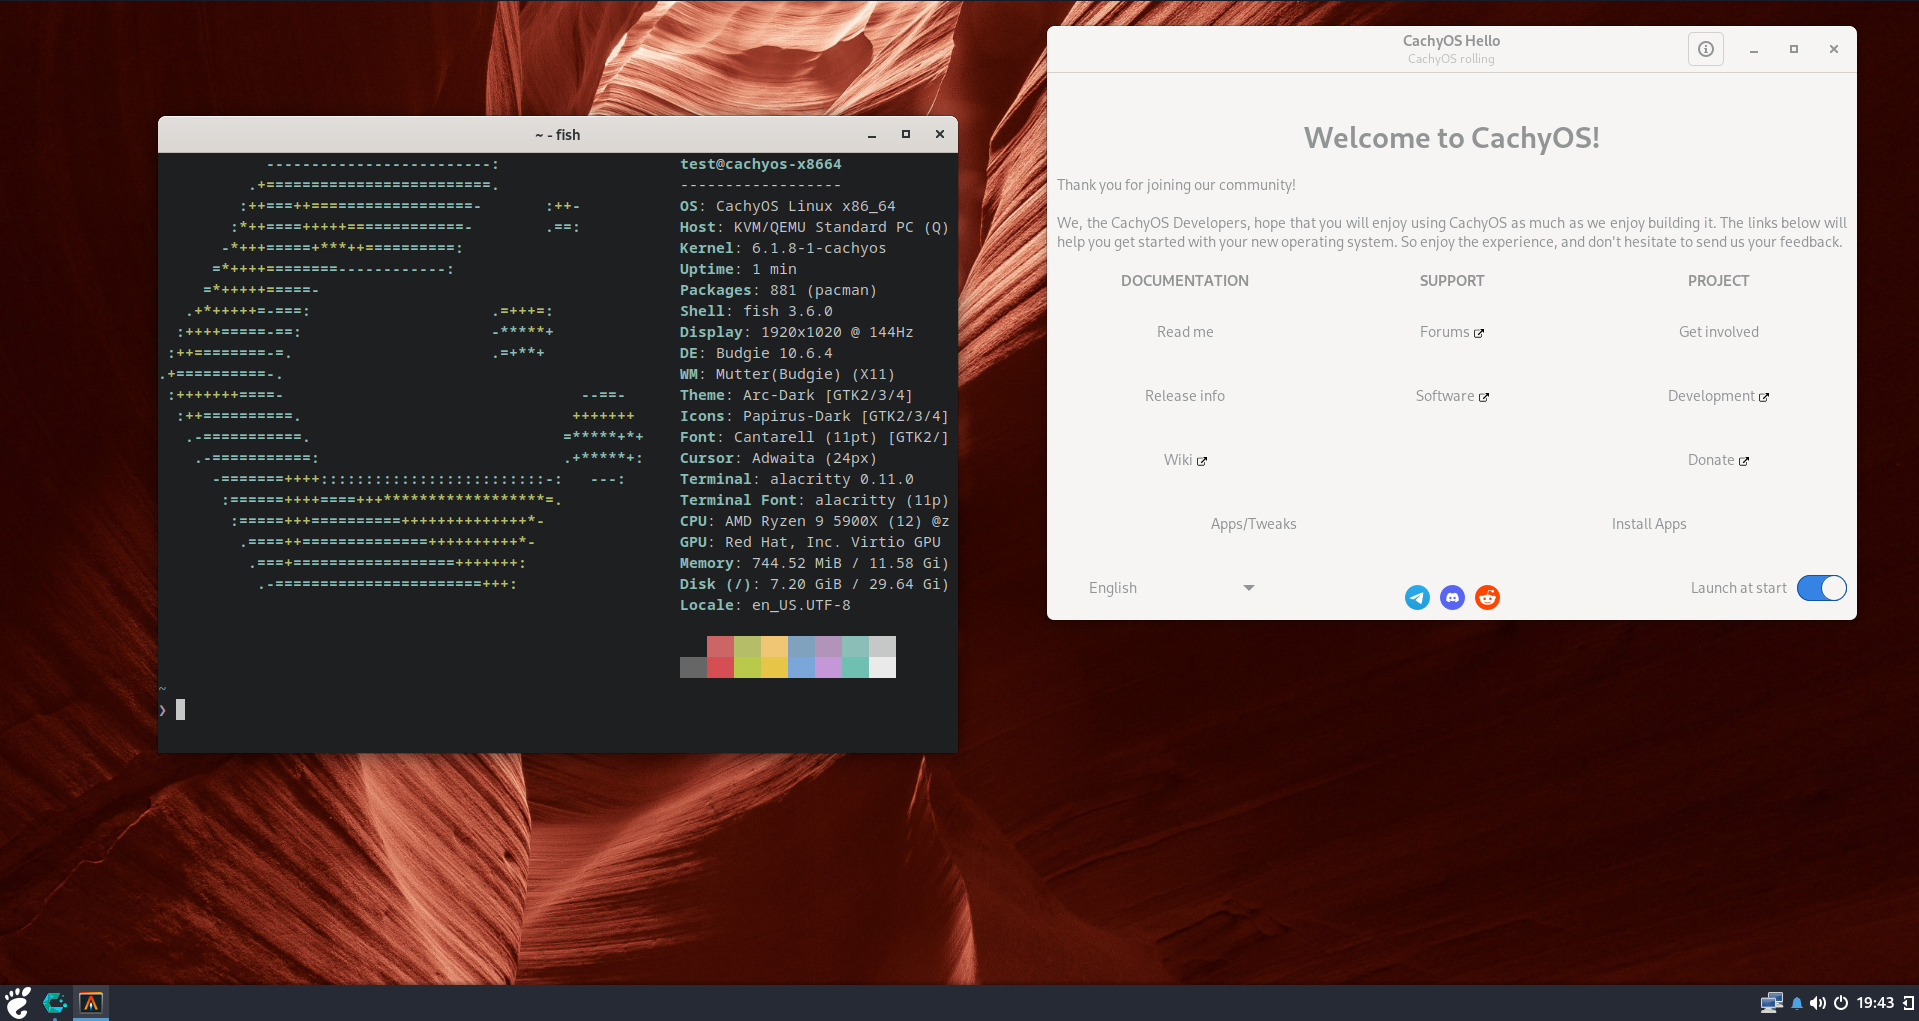 ~ - fish
test@cachyos-x8664
------------------
OS: CachyOS Linux x86_64
Host: KVM/QEMU Standard PC (Q)
Kernel: 6.1.8-1-cachyos
Uptime: 1 min
Packages: 881 (pacman)
Shell: fish 3.6.0
Display: 1920x1020 @ 144Hz
DE: Budgie 10.6.4
WM: Mutter(Budgie) (X11)
Theme: Arc-Dark [GTK2/3/4]
Icons: Papirus-Dark [GTK2/3/4]
Font: Cantarell (11pt) [GTK2/]
Cursor: Adwaita (24px)
Terminal: alacritty 0.11.0
Terminal Font: alacritty (11p)
CPU: AMD Ryzen 9 5900X (12) @z
GPU: Red Hat, Inc. Virtio GPU
Memory: 744.52 MiB / 11.58 Gi)
Disk (/): 7.20 GiB / 29.64 Gi)
Locale: en_US.UTF-8
~
❯
CachyOS Hello
CachyOS rolling
Welcome to CachyOS!
Thank you for joining our community!
We, the CachyOS Developers, hope that you will enjoy using CachyOS as much as we enjoy building it. The links below will
help you get started with your new operating system. So enjoy the experience, and don't hesitate to send us your feedback.
DOCUMENTATION SUPPORT PROJECT
Read me Forums Get involved
Release info Software Development
Wiki Donate
Apps/Tweaks Install Apps
English Launch at start
19:43